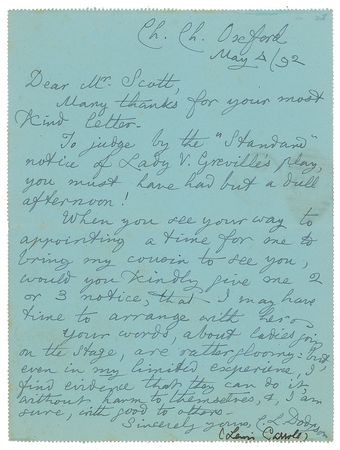 Ch. Ch. Oxford
May 4/92
Dear Mr. Scott,
Many thanks for your most
kind letter.
To judge by the "Standard"
notice of Lady V. Greville's play,
you must have had but a dull
afternoon!
When you see your way to
appointing a time for me to
bring my cousin to see you,
would you kindly give me 2
or 3 notice, that I may have
time to arrange with her.
Your words, about ladies
on the stage, are rather gloomy: but
even in my limited experience, I
find evidence that they can do it,
without harm to themselves, &, I am
sure, with good to others.
Sincerely yours, C. L. Dodgson
(Lewis Carroll)